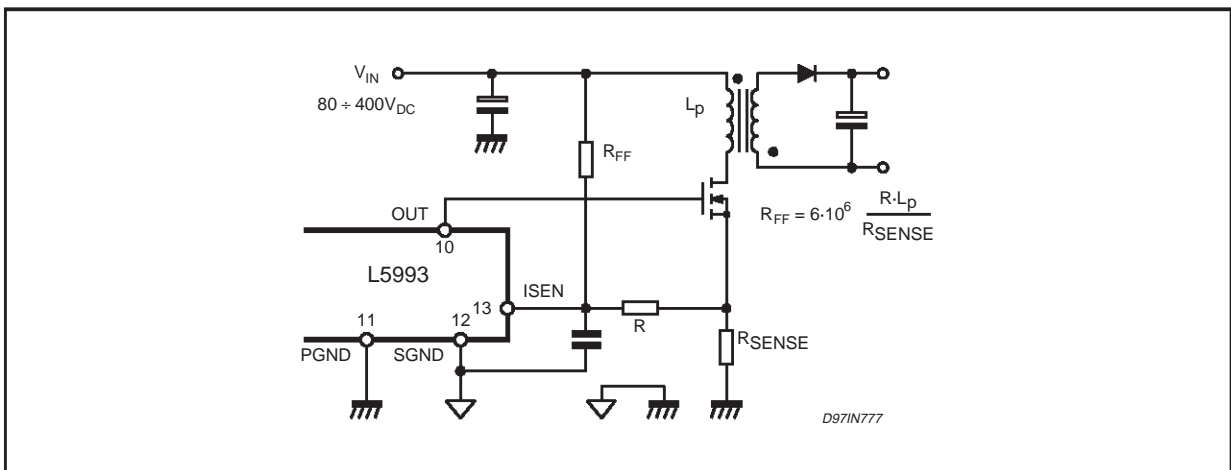 V_IN
80 ÷ 400V_DC
L_p
R_FF
R_FF = 6·10^6 R·L_p / R_SENSE
OUT
10
L5993
ISEN
13
R
11
12
PGND
SGND
R_SENSE
D97IN777